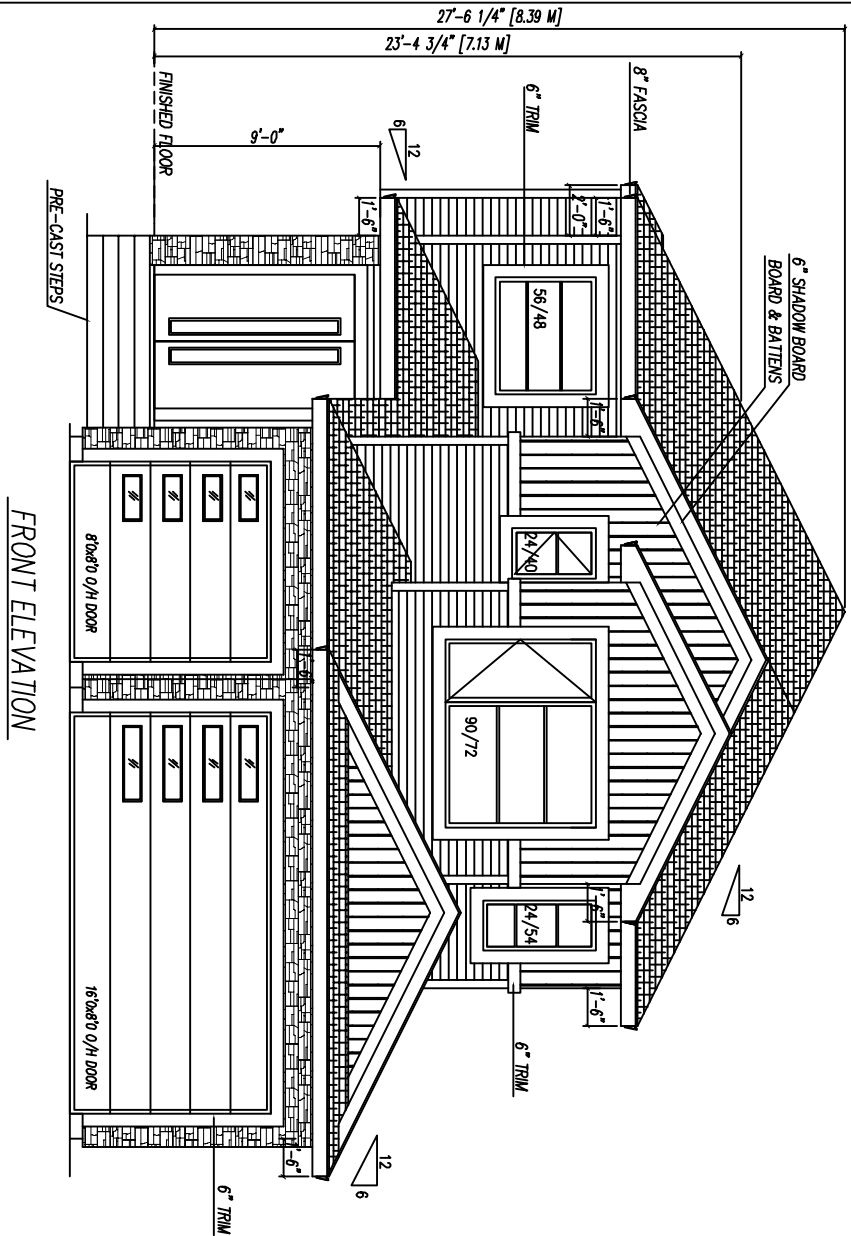 27'-6 1/4" [8.39 M]
23'-4 3/4" [7.13 M]
FINISHED FLOOR
9'-0"
8" FASCIA
6" TRIM
12
6
PRE-CAST STEPS
1'-6"
2'-0"
1'-6"
6" SHADOW BOARD
BOARD & BATTENS
56/48
1'-6"
24/40
90/72
24/54
1'-6"
1'-6"
12
6
6" TRIM
1'-6"
8'0x8'0 O/H DOOR
16'0x8'0 O/H DOOR
1'-6"
12
6
6" TRIM
FRONT ELEVATION